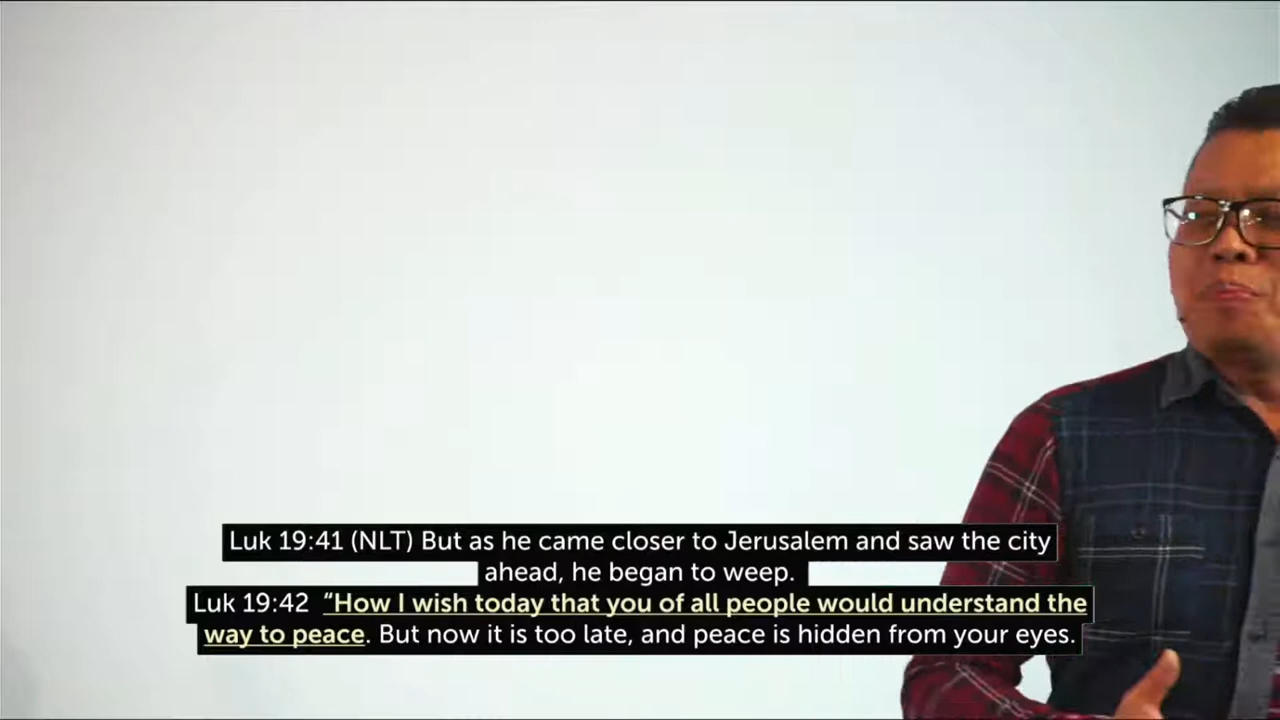 Luk 19:41 (NLT) But as he came closer to Jerusalem and saw the city
ahead, he began to weep.
Luk 19:42 “How I wish today that you of all people would understand the
way to peace. But now it is too late, and peace is hidden from your eyes.